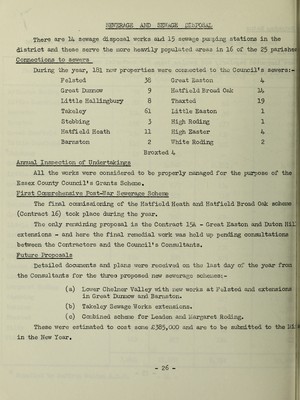 SEWERAGE AND SEWAGE DISPOSAL
There are 14 sewage disposal works and 15 sewage pumping stations in the
district and these serve the more heavily populated areas in 16 of the 25 parishes
Connections to sewers
During the year, 181 new properties were connected to the Council's sewers:-
Felsted 38 Great Easton 4
Great Dunmow 9 Hatfield Broad Oak 14
Little Hallingbury 8 Thaxted 19
Takeley 61 Little Easton 1
Stebbing 3 High Roding 1
Hatfield Heath 11 High Easter 4
Barnston 2 White Roding 2
Broxted 4
Annual Inspection of Undertakings
All the works were considered to be properly managed for the purpose of the
Essex County Council's Grants Scheme.
First Comprehensive Post-War Sewerage Scheme
The final commissioning of the Hatfield Heath and Hatfield Broad Oak scheme
(Contract 16) took place during the year.
The only remaining proposal is the Contract 15A - Great Easton and Duton Hill
extensions - and here the final remedial work was held up pending consultations
between the Contractors and the Council's Consultants.
Future Proposals
Detailed documents and plans were received on the last day of the year from
the Consultants for the three proposed new sewerage schemes:-
(a) Lower Chelmer Valley with new works at Felsted and extensions
in Great Dunmow and Barnston.
(b) Takeley Sewage Works extensions.
(c) Combined scheme for Leaden and Margaret Roding.
These were estimated to cost some £385,000 and are to be submitted to the
in the New Year.
- 26 -